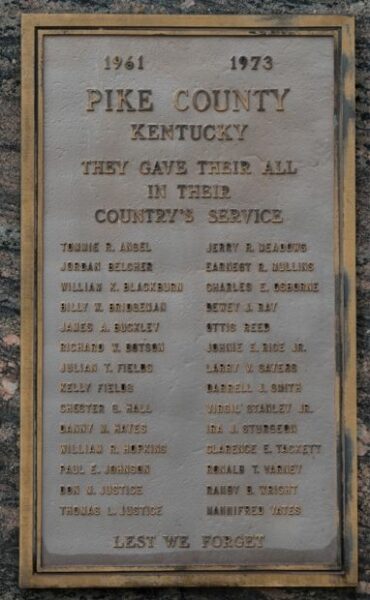 1961 1973
PIKE COUNTY
KENTUCKY
THEY GAVE THEIR ALL
IN THEIR
COUNTRY'S SERVICE
TOMMIE R. ANGEL
JORDAN BELCHER
WILLIAM K. BLACKBURN
BILLY W. BRIDGEMAN
JAMES A. BUCKLEY
RICHARD W. DOTSON
JULIAN T. FIELDS
KELLY FIELDS
CHESTER G. HALL
DANNY M. HAYES
WILLIAM R. HOPKINS
PAUL E. JOHNSON
DON JUSTICE
THOMAS L. JUSTICE
JERRY R. MEADOWS
EARNEST R. MULLINS
CHARLES E. OSBORNE
DEWEY J. RAY
OTTIS REED
JOHNIE E. RICE JR.
LARRY V. SAYERS
DARRELL J. SMITH
VIRGIL STANLEY JR.
IRA J. STURGEON
CLARENCE E. TACKETT
RONALD T. VARNEY
RANDY WRIGHT
MANNIFRED YATES
LEST WE FORGET